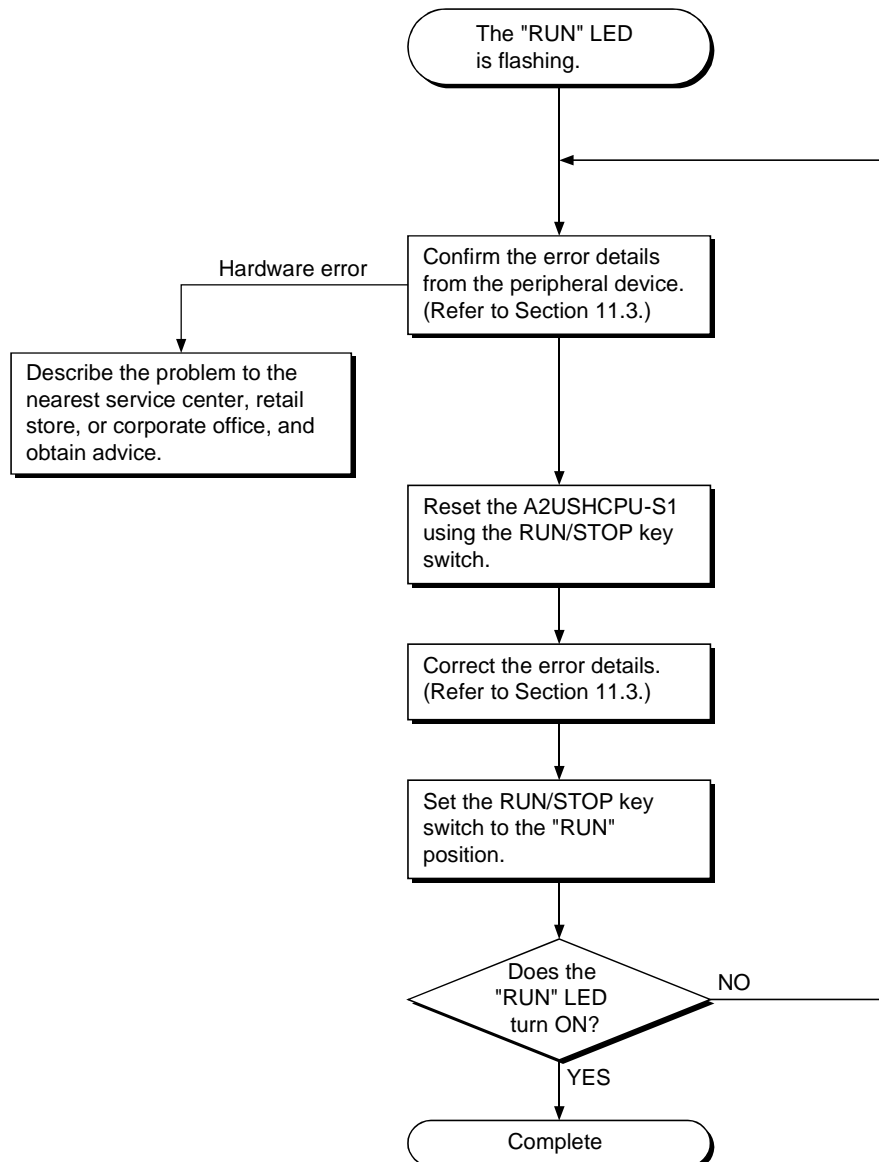 The "RUN" LED
is flashing.
Hardware error
Confirm the error details
from the peripheral device.
(Refer to Section 11.3.)
Describe the problem to the
nearest service center, retail
store, or corporate office, and
obtain advice.
Reset the A2USHCPU-S1
using the RUN/STOP key
switch.
Correct the error details.
(Refer to Section 11.3.)
Set the RUN/STOP key
switch to the "RUN"
position.
Does the
"RUN" LED
turn ON?
NO
YES
Complete